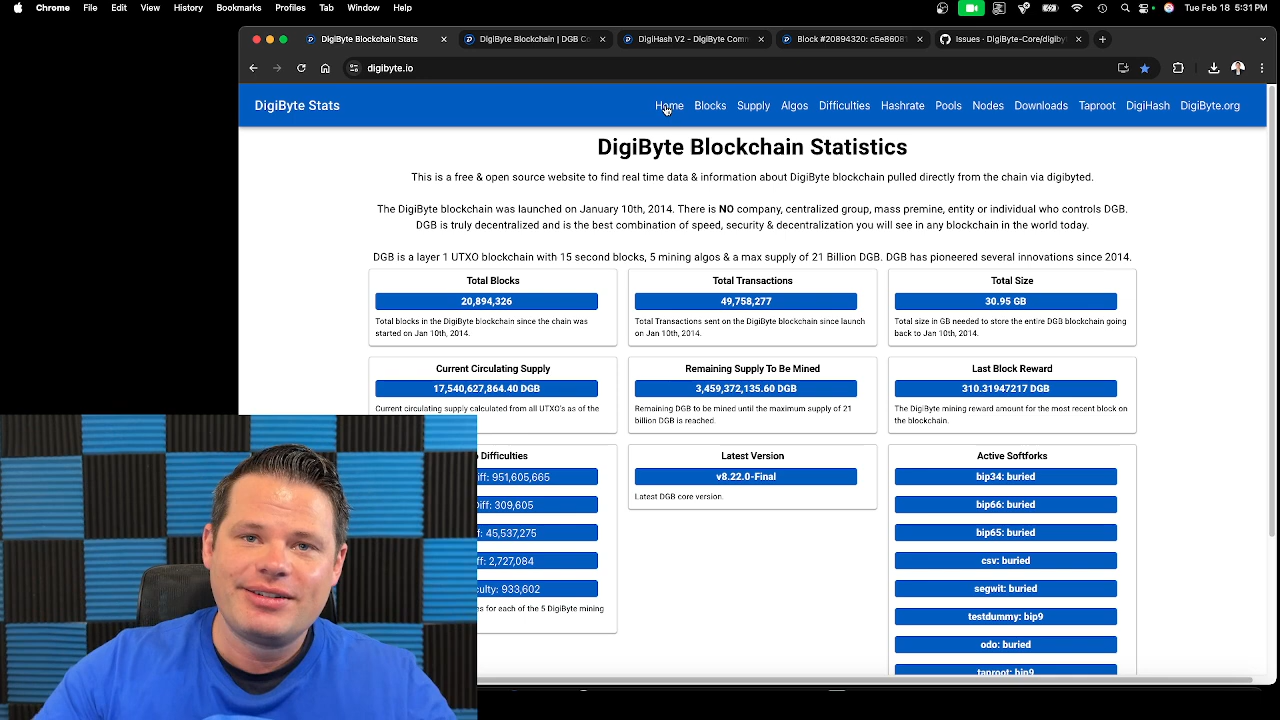 Chrome File Edit View History Bookmarks Profiles Tab Window Help Tue Feb 18 5:31 PM
DigiByte Blockchain Stats DigiByte Blockchain | DGB Co DigiHash V2 - DigiByte Comm Block #20894320: c5e86081 Issues · DigiByte-Core/digiby
digibyte.io
DigiByte Stats Home Blocks Supply Algos Difficulties Hashrate Pools Nodes Downloads Taproot DigiHash DigiByte.org
DigiByte Blockchain Statistics
This is a free & open source website to find real time data & information about DigiByte blockchain pulled directly from the chain via digibyted.
The DigiByte blockchain was launched on January 10th, 2014. There is NO company, centralized group, mass premine, entity or individual who controls DGB.
DGB is truly decentralized and is the best combination of speed, security & decentralization you will see in any blockchain in the world today.
DGB is a layer 1 UTXO blockchain with 15 second blocks, 5 mining algos & a max supply of 21 Billion DGB. DGB has pioneered several innovations since 2014.
Total Blocks
20,894,326
Total blocks in the DigiByte blockchain since the chain was
started on Jan 10th, 2014.
Total Transactions
49,758,277
Total Transactions sent on the DigiByte blockchain since launch
on Jan 10th, 2014.
Total Size
30.95 GB
Total size in GB needed to store the entire DGB blockchain going
back to Jan 10th, 2014.
Current Circulating Supply
17,540,627,864.40 DGB
Current circulating supply calculated from all UTXO's as of the
Remaining Supply To Be Mined
3,459,372,135.60 DGB
Remaining DGB to be mined until the maximum supply of 21
billion DGB is reached.
Last Block Reward
310.31947217 DGB
The DigiByte mining reward amount for the most recent block on
the blockchain.
Difficulties
iff: 951,605,665
iff: 309,605
f: 45,537,275
f: 2,727,084
culty: 933,602
es for each of the 5 DigiByte mining
Latest Version
v8.22.0-Final
Latest DGB core version.
Active Softforks
bip34: buried
bip66: buried
bip65: buried
csv: buried
segwit: buried
testdummy: bip9
odo: buried
taproot: bip9